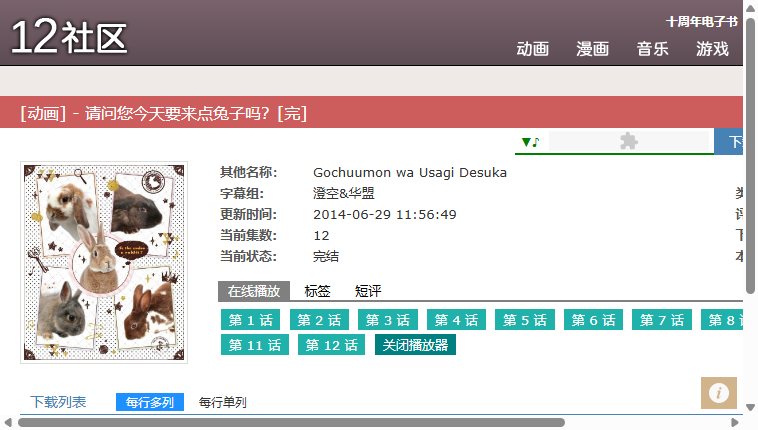 12社区
十周年电子书
动画 漫画 音乐 游戏
[动画] - 请问您今天要来点兔子吗? [完]
▼♪ 下
其他名称: Gochuumon wa Usagi Desuka
字幕组: 澄空&华盟
更新时间: 2014-06-29 11:56:49
当前集数: 12
当前状态: 完结
在线播放 标签 短评
第 1 话 第 2 话 第 3 话 第 4 话 第 5 话 第 6 话 第 7 话 第 8
第 11 话 第 12 话 关闭播放器
下载列表 每行多列 每行单列